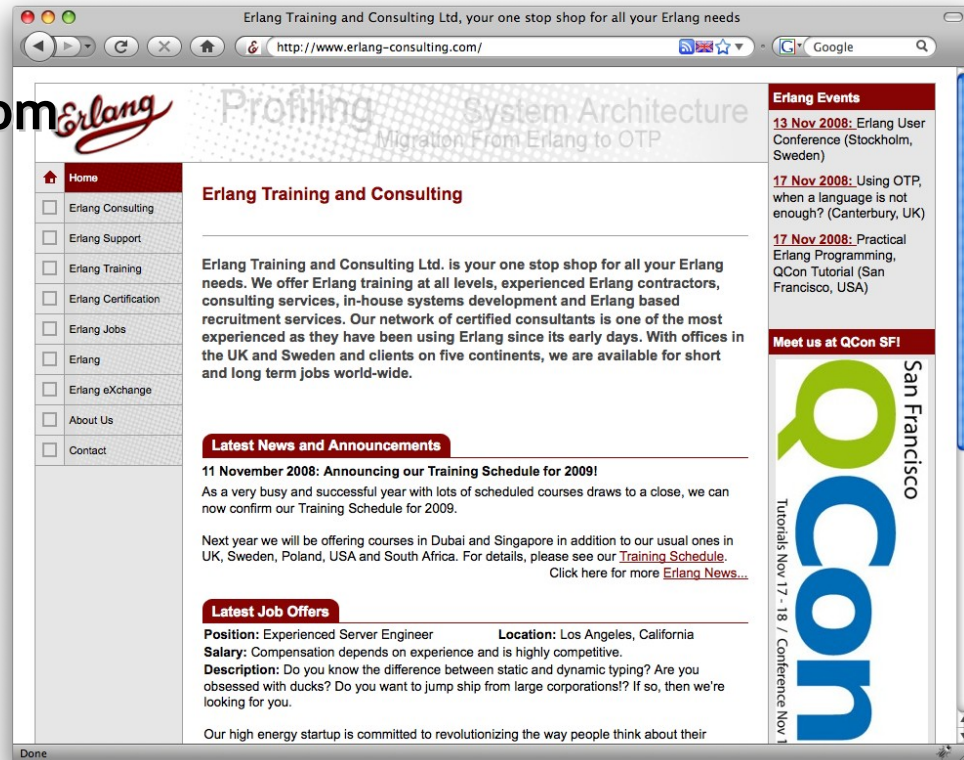 Erlang Training and Consulting Ltd, your one stop shop for all your Erlang needs
http://www.erlang-consulting.com/
Google
om
Erlang
Profiling
System Architecture
Migration From Erlang to OTP
Home
Erlang Consulting
Erlang Support
Erlang Training
Erlang Certification
Erlang Jobs
Erlang
Erlang eXchange
About Us
Contact
Erlang Training and Consulting
Erlang Training and Consulting Ltd. is your one stop shop for all your Erlang
needs. We offer Erlang training at all levels, experienced Erlang contractors,
consulting services, in-house systems development and Erlang based
recruitment services. Our network of certified consultants is one of the most
experienced as they have been using Erlang since its early days. With offices in
the UK and Sweden and clients on five continents, we are available for short
and long term jobs world-wide.
Latest News and Announcements
11 November 2008: Announcing our Training Schedule for 2009!
As a very busy and successful year with lots of scheduled courses draws to a close, we can
now confirm our Training Schedule for 2009.
Next year we will be offering courses in Dubai and Singapore in addition to our usual ones in
UK, Sweden, Poland, USA and South Africa. For details, please see our Training Schedule.
Click here for more Erlang News...
Latest Job Offers
Position: Experienced Server Engineer Location: Los Angeles, California
Salary: Compensation depends on experience and is highly competitive.
Description: Do you know the difference between static and dynamic typing? Are you
obsessed with ducks? Do you want to jump ship from large corporations!? If so, then we're
looking for you.
Our high energy startup is committed to revolutionizing the way people think about their
Erlang Events
13 Nov 2008: Erlang User
Conference (Stockholm,
Sweden)
17 Nov 2008: Using OTP,
when a language is not
enough? (Canterbury, UK)
17 Nov 2008: Practical
Erlang Programming,
QCon Tutorial (San
Francisco, USA)
Meet us at QCon SF!
San Francisco
QCon
Tutorials Nov 17 - 18 / Conference Nov 1
Done